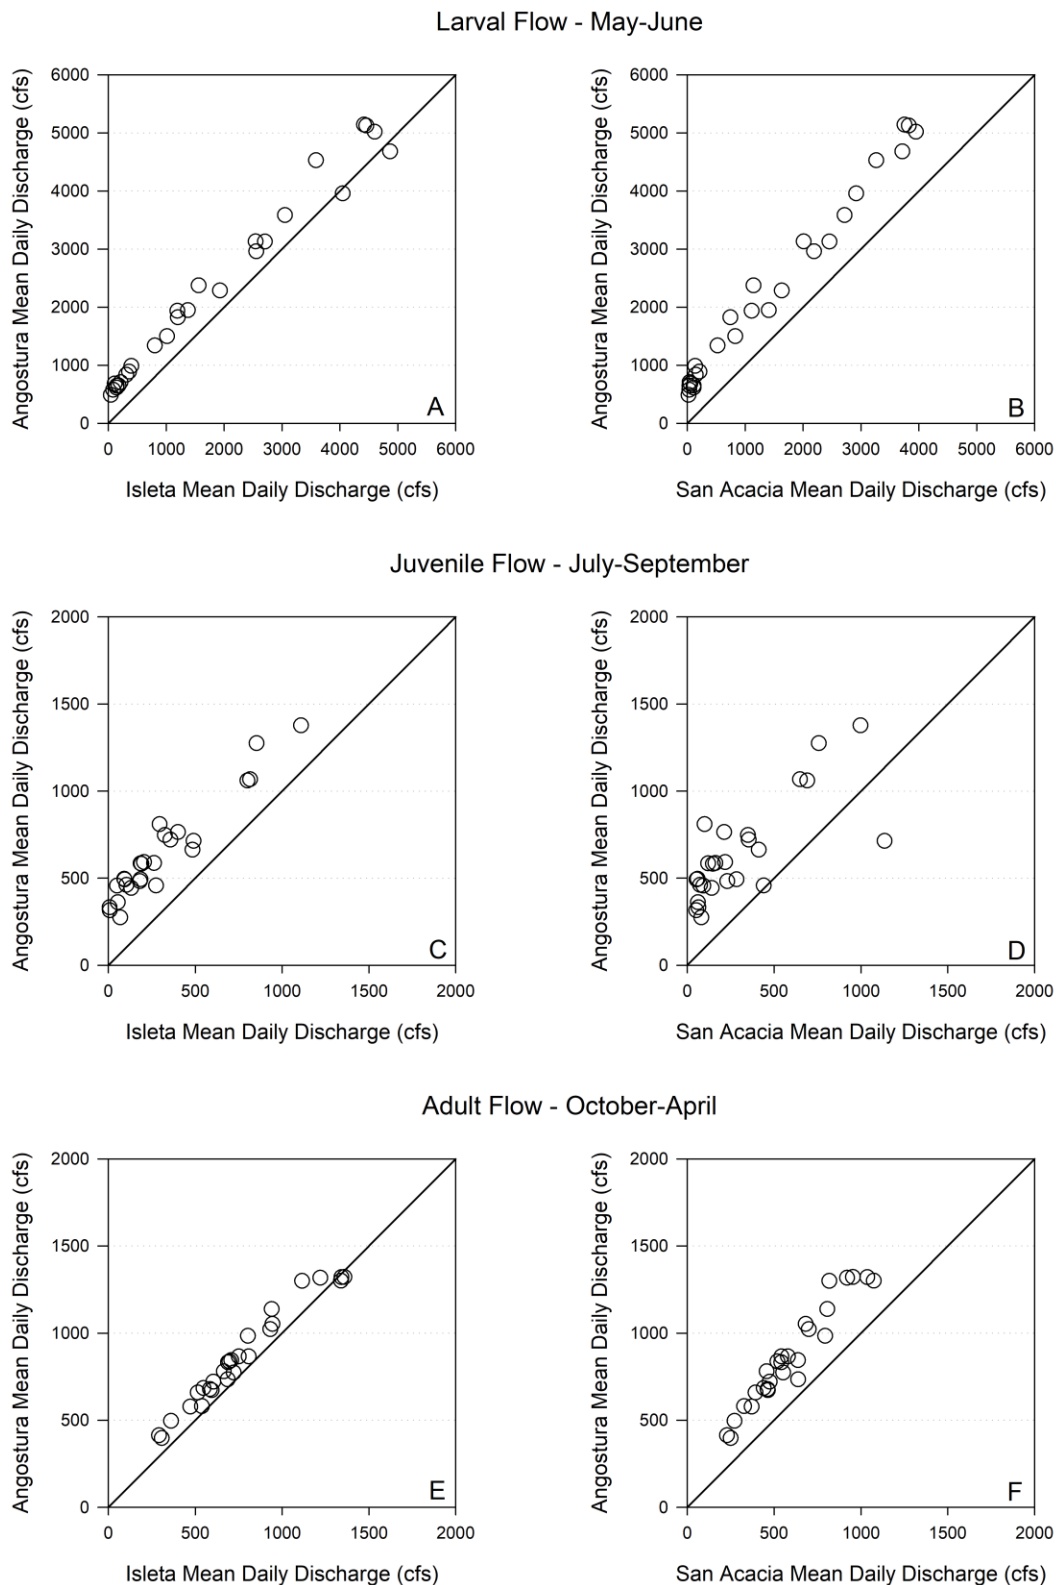 Larval Flow - May-June
Angostura Mean Daily Discharge (cfs)
6000
5000
4000
3000
2000
1000
0
A
0 1000 2000 3000 4000 5000 6000
Isleta Mean Daily Discharge (cfs)
Angostura Mean Daily Discharge (cfs)
6000
5000
4000
3000
2000
1000
0
B
0 1000 2000 3000 4000 5000 6000
San Acacia Mean Daily Discharge (cfs)
Juvenile Flow - July-September
Angostura Mean Daily Discharge (cfs)
2000
1500
1000
500
0
C
0 500 1000 1500 2000
Isleta Mean Daily Discharge (cfs)
Angostura Mean Daily Discharge (cfs)
2000
1500
1000
500
0
D
0 500 1000 1500 2000
San Acacia Mean Daily Discharge (cfs)
Adult Flow - October-April
Angostura Mean Daily Discharge (cfs)
2000
1500
1000
500
0
E
0 500 1000 1500 2000
Isleta Mean Daily Discharge (cfs)
Angostura Mean Daily Discharge (cfs)
2000
1500
1000
500
0
F
0 500 1000 1500 2000
San Acacia Mean Daily Discharge (cfs)